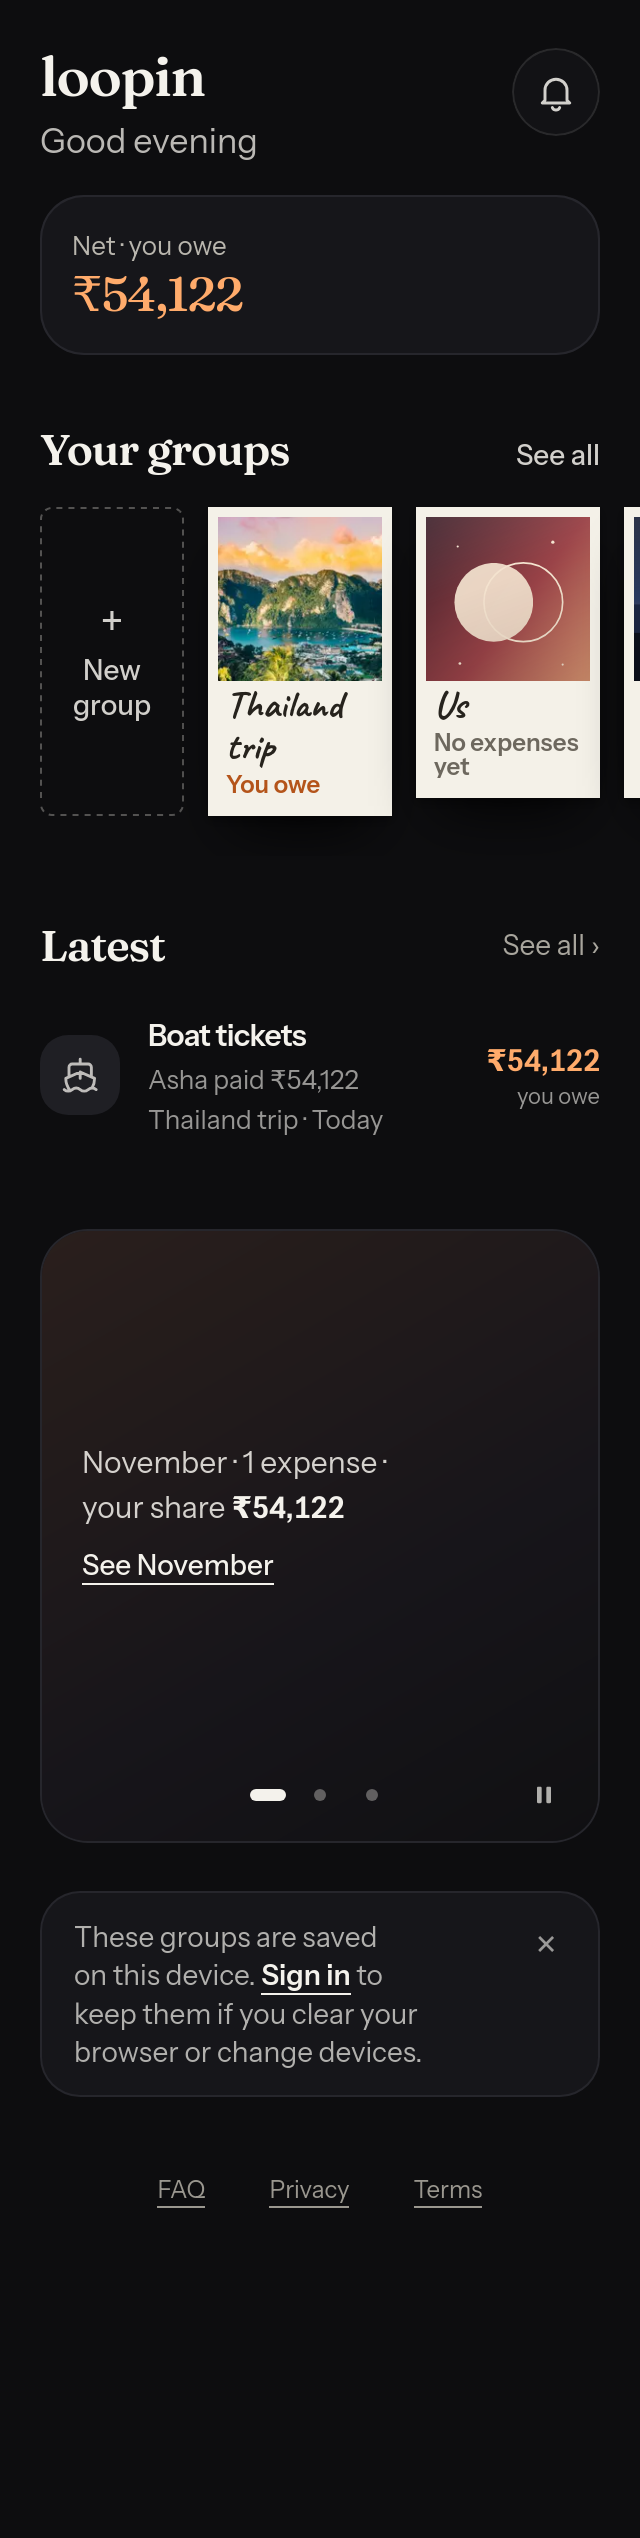 loopin
Good evening
Net · you owe
₹54,122
Your groups
See all
+
New
group
Thailand
trip
You owe
Us
No expenses
yet
Latest
See all ›
Boat tickets
Asha paid ₹54,122
Thailand trip · Today
₹54,122
you owe
November · 1 expense ·
your share ₹54,122
See November
These groups are saved
on this device. Sign in to
keep them if you clear your
browser or change devices.
FAQ
Privacy
Terms